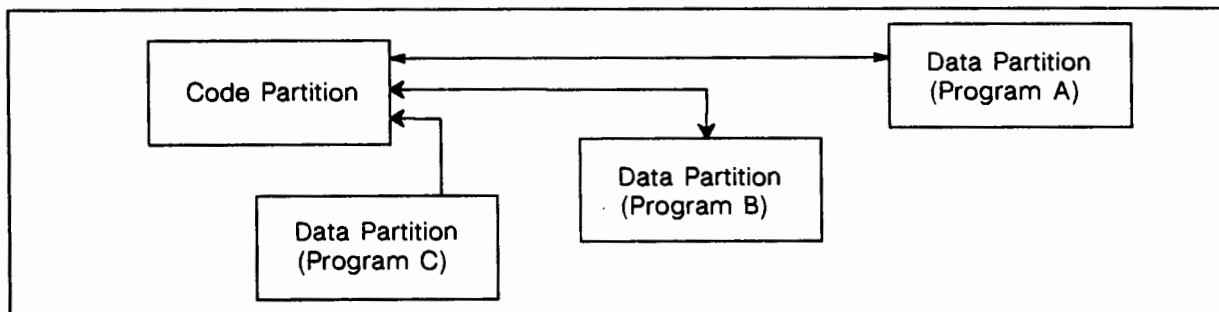 Code Partition
Data Partition
(Program A)
Data Partition
(Program B)
Data Partition
(Program C)